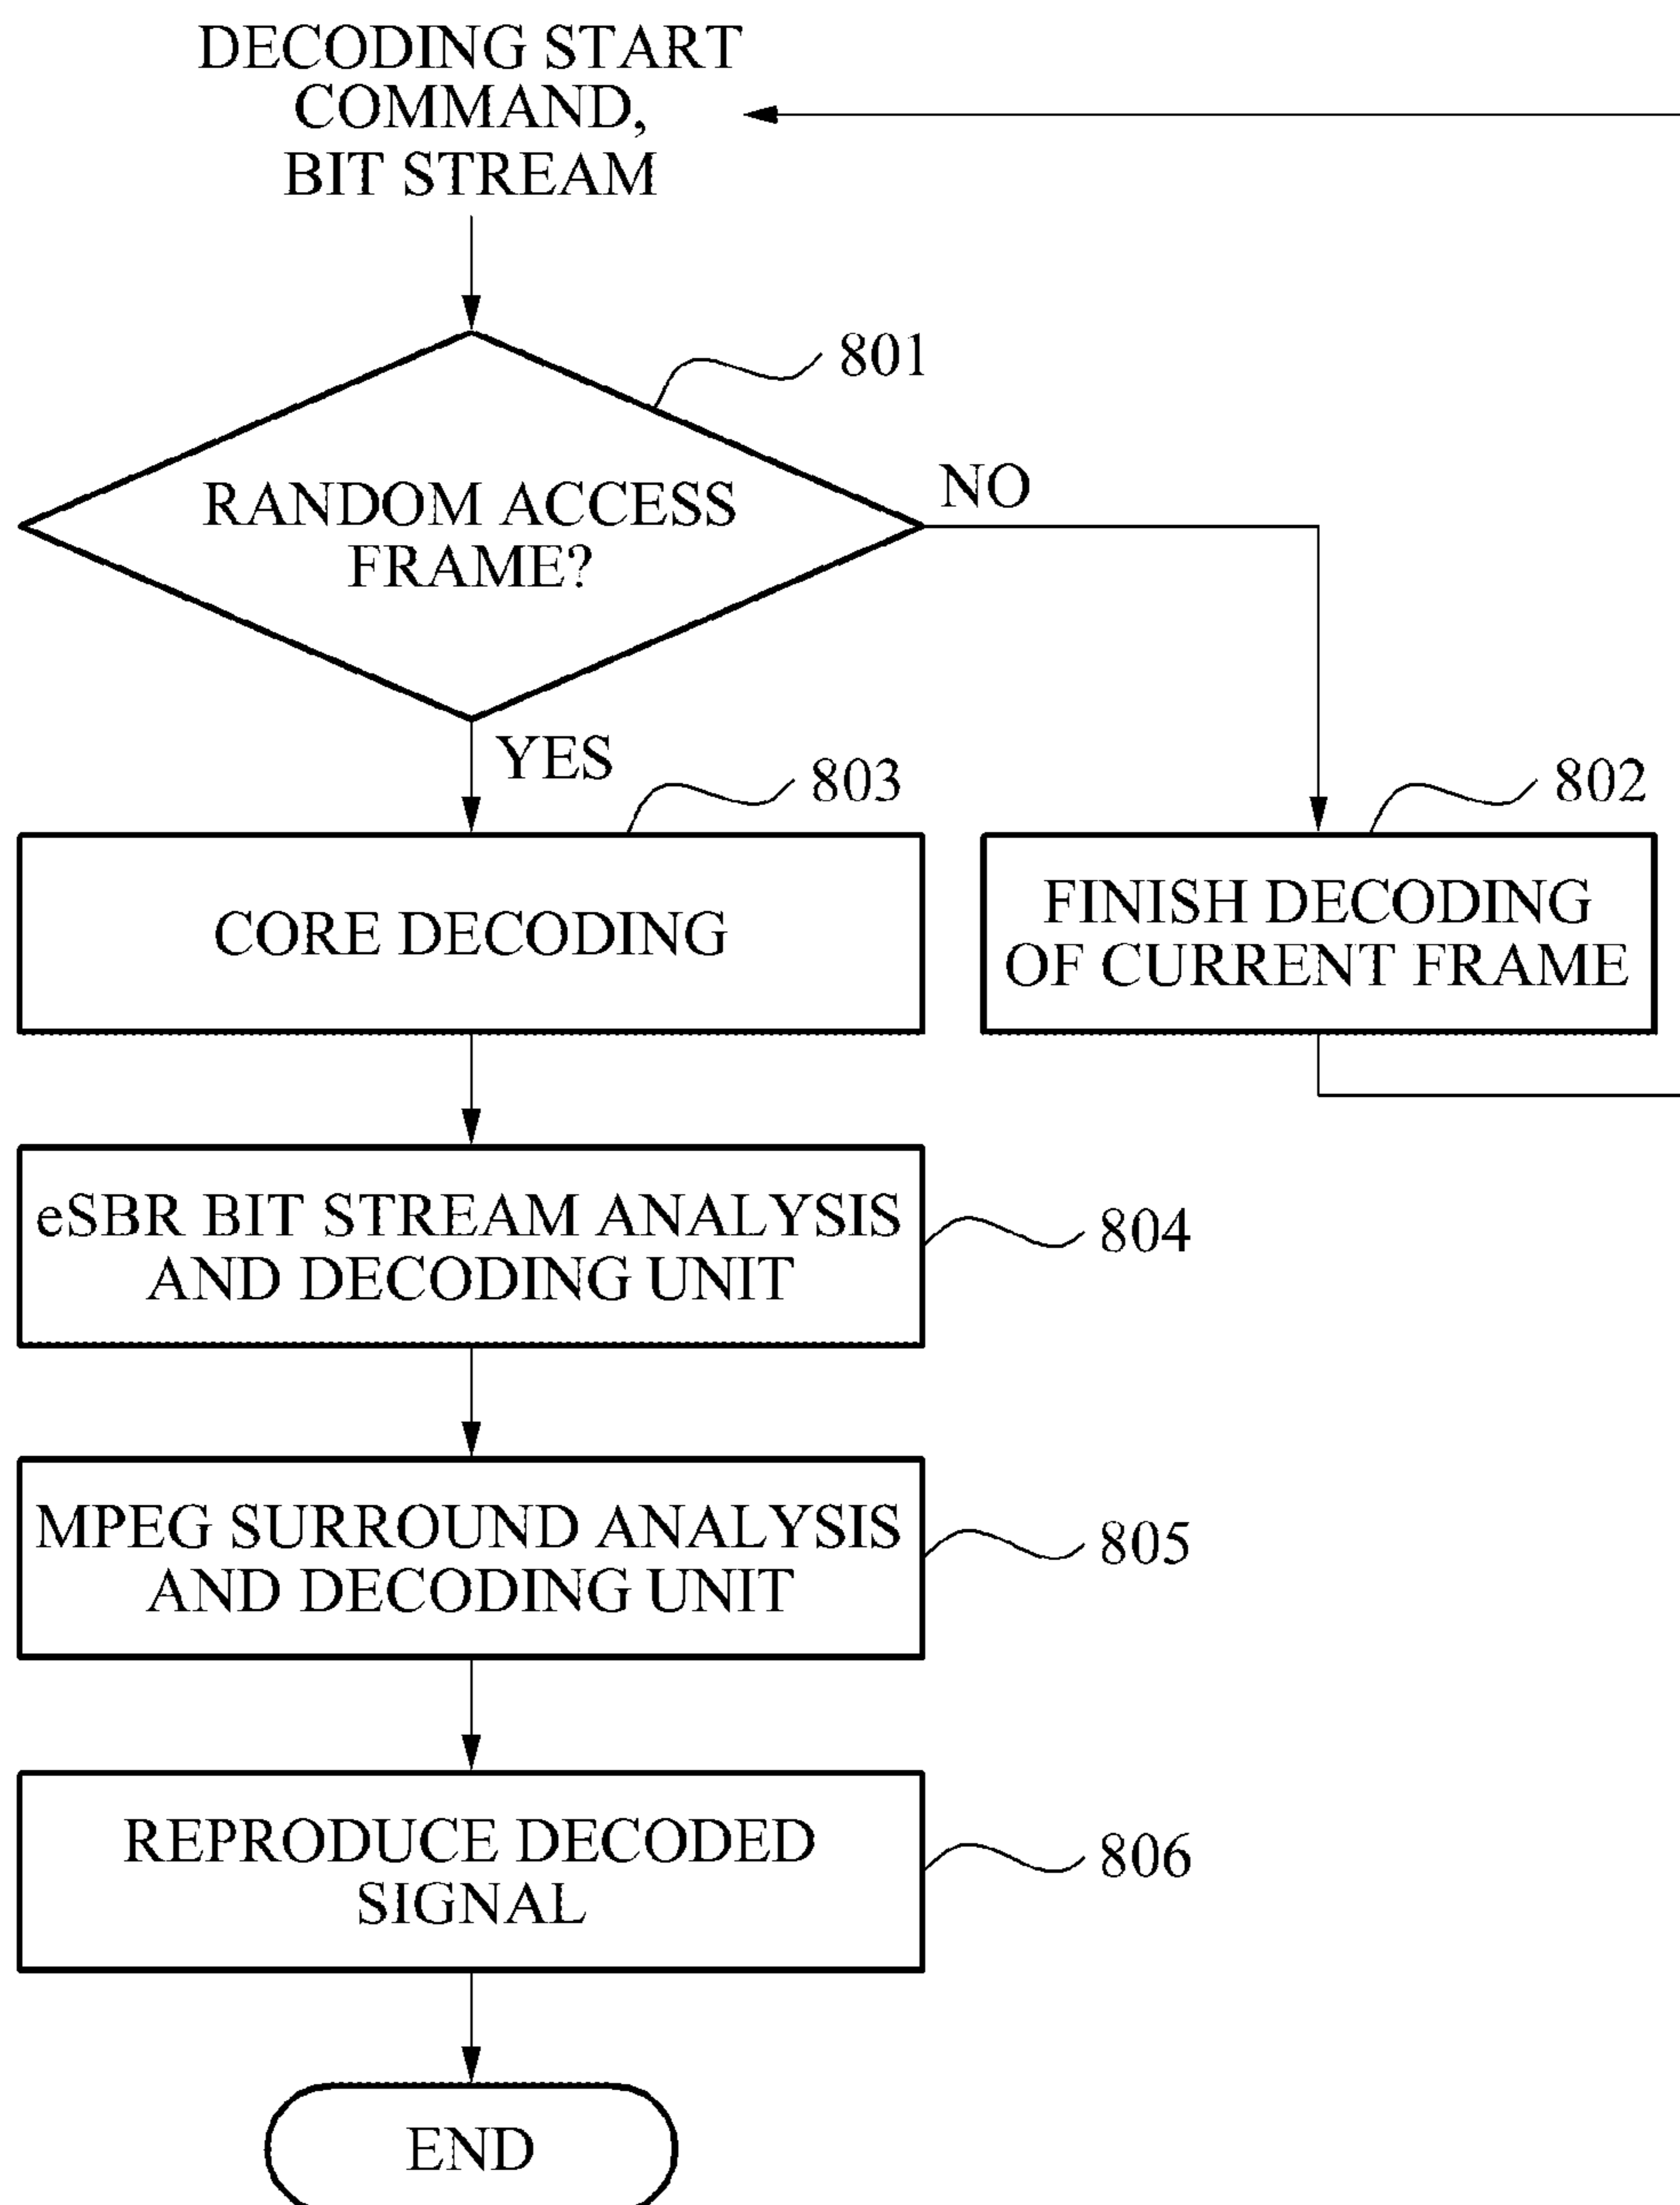 DECODING START
COMMAND,
BIT STREAM
801
RANDOM ACCESS
FRAME?
NO
YES
803
802
CORE DECODING
FINISH DECODING
OF CURRENT FRAME
eSBR BIT STREAM ANALYSIS
AND DECODING UNIT
804
MPEG SURROUND ANALYSIS
AND DECODING UNIT
805
REPRODUCE DECODED
SIGNAL
806
END